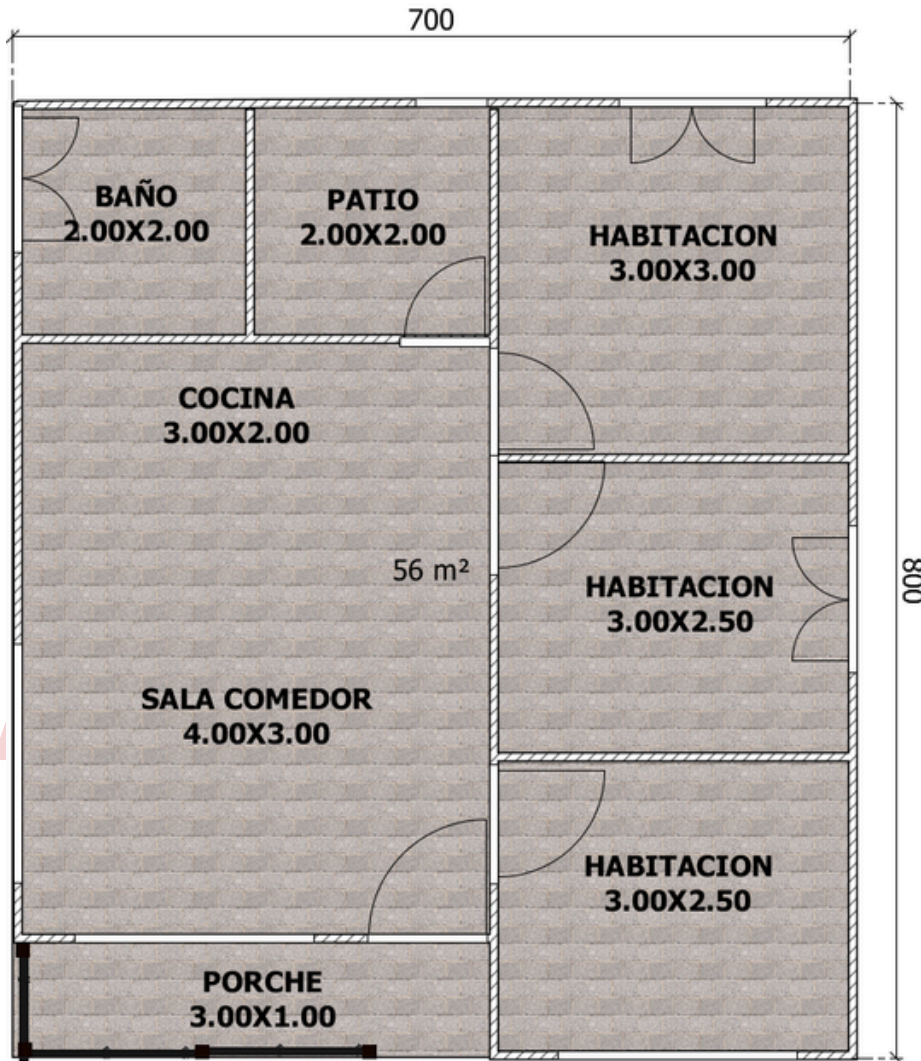 700
BAÑO
2.00X2.00
PATIO
2.00X2.00
HABITACION
3.00X3.00
COCINA
3.00X2.00
56 m²
HABITACION
3.00X2.50
800
SALA COMEDOR
4.00X3.00
HABITACION
3.00X2.50
PORCHE
3.00X1.00